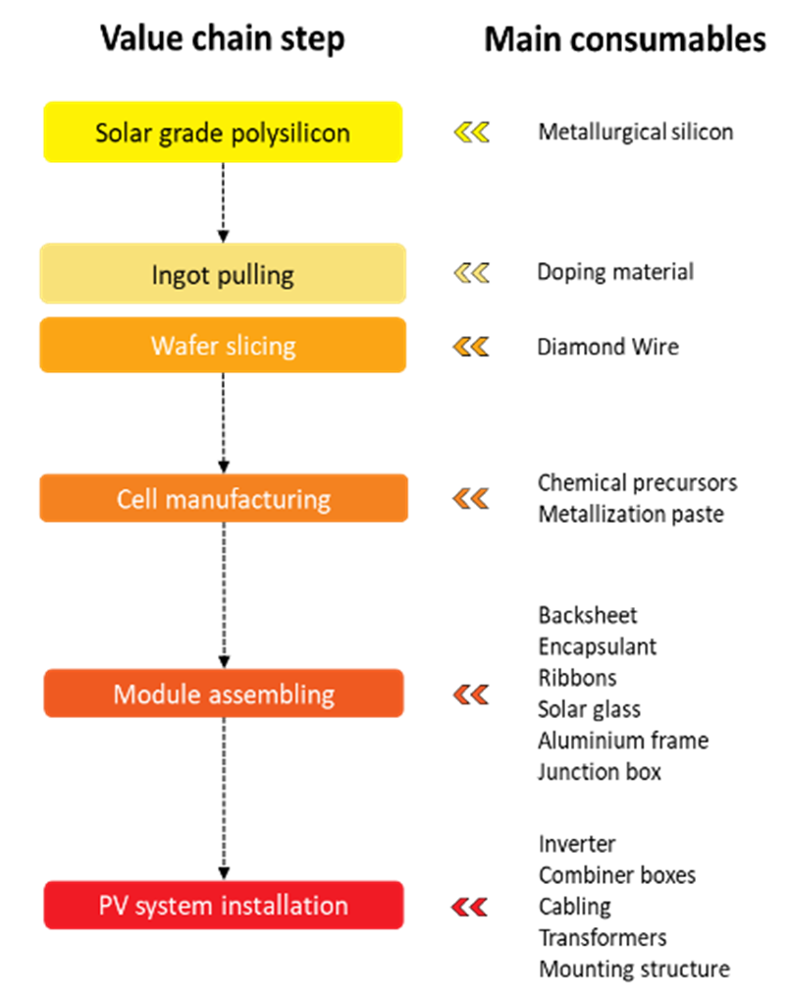 Value chain step
Main consumables
Solar grade polysilicon
Metallurgical silicon
Ingot pulling
Doping material
Wafer slicing
Diamond Wire
Cell manufacturing
Chemical precursors
Metallization paste
Module assembling
Backsheet
Encapsulant
Ribbons
Solar glass
Aluminium frame
Junction box
PV system installation
Inverter
Combiner boxes
Cabling
Transformers
Mounting structure